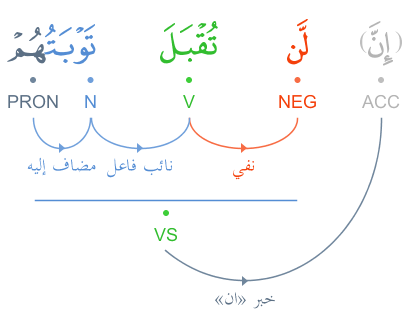 (إِنَّ) لَّن تُقْبَلَ تَوْبَتُهُمْ
ACC NEG V N PRON
نفي نائب فاعل مضاف إليه
VS
خبر «ان»